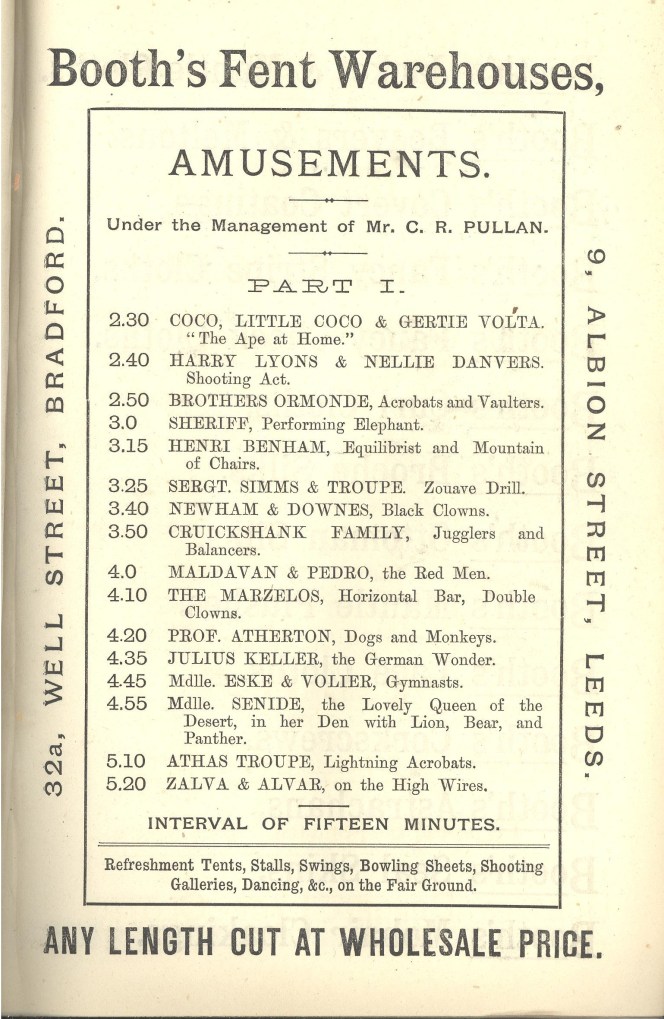 Booth's Fent Warehouses,
32a, WELL STREET, BRADFORD.
AMUSEMENTS.
Under the Management of Mr. C. R. PULLAN.
PART I.
2.30 COCO, LITTLE COCO & GERTIE VOLTA.
"The Ape at Home."
2.40 HARRY LYONS & NELLIE DANVERS.
Shooting Act.
2.50 BROTHERS ORMONDE, Acrobats and Vaulters.
3.0 SHERIFF, Performing Elephant.
3.15 HENRI BENHAM, Equilibrist and Mountain
of Chairs.
3.25 SERGT. SIMMS & TROUPE. Zouave Drill.
3.40 NEWHAM & DOWNES, Black Clowns.
3.50 CRUICKSHANK FAMILY, Jugglers and
Balancers.
4.0 MALDAVAN & PEDRO, the Red Men.
4.10 THE MARZELOS, Horizontal Bar, Double
Clowns.
4.20 PROF. ATHERTON, Dogs and Monkeys.
4.35 JULIUS KELLER, the German Wonder.
4.45 Mdlle. ESKE & VOLIER, Gymnasts.
4.55 Mdlle. SENIDE, the Lovely Queen of the
Desert, in her Den with Lion, Bear, and
Panther.
5.10 ATHAS TROUPE, Lightning Acrobats.
5.20 ZALVA & ALVAR, on the High Wires.
INTERVAL OF FIFTEEN MINUTES.
Refreshment Tents, Stalls, Swings, Bowling Sheets, Shooting
Galleries, Dancing, &c., on the Fair Ground.
9, ALBION STREET, LEEDS.
ANY LENGTH CUT AT WHOLESALE PRICE.